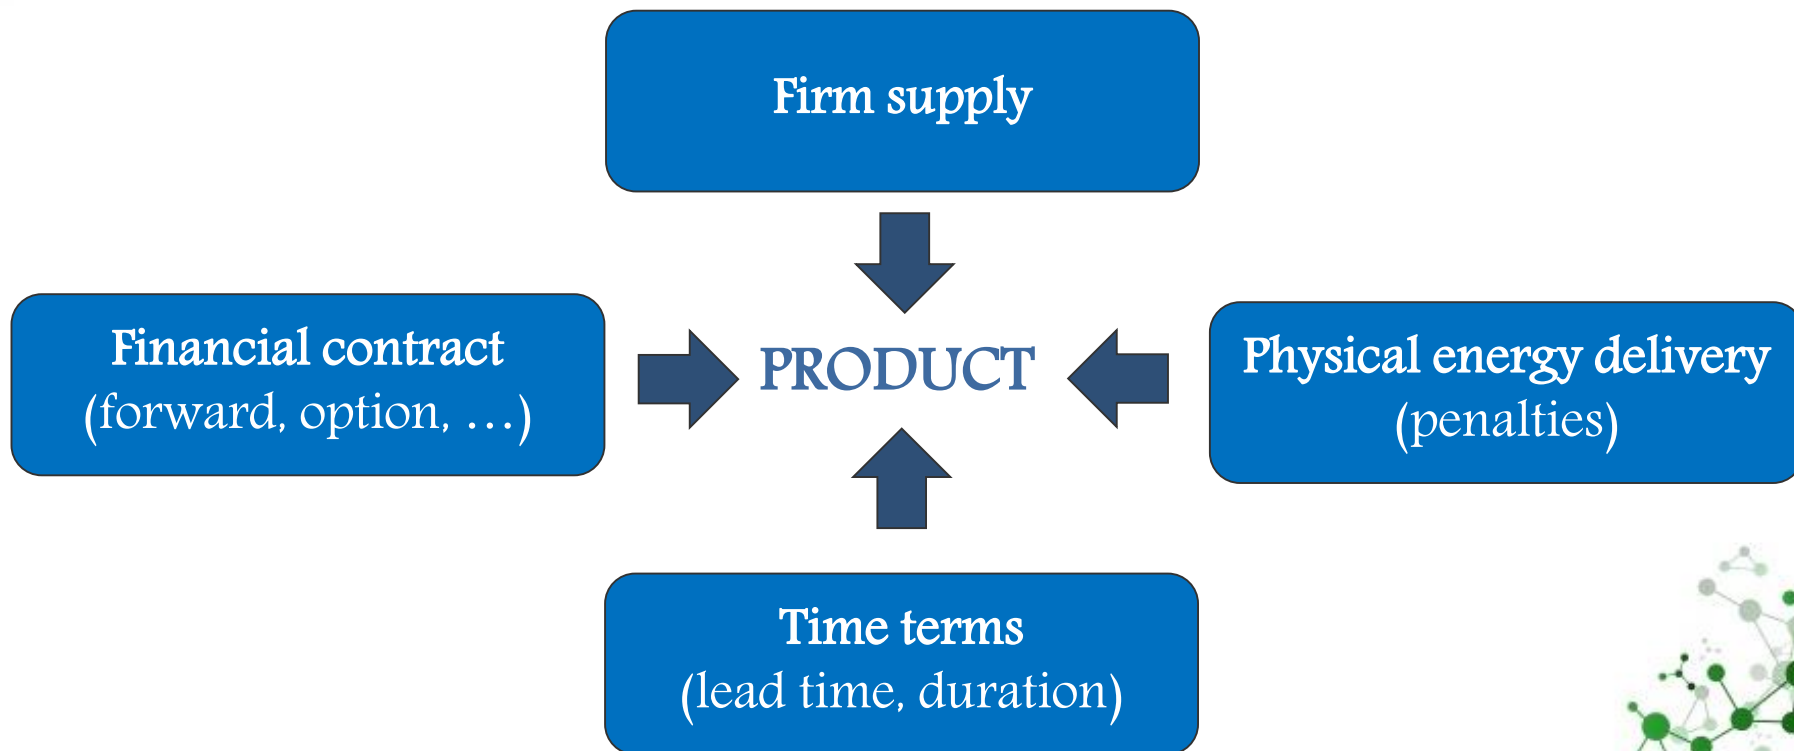 Firm supply
Financial contract
(forward, option, …)
PRODUCT
Physical energy delivery
(penalties)
Time terms
(lead time, duration)